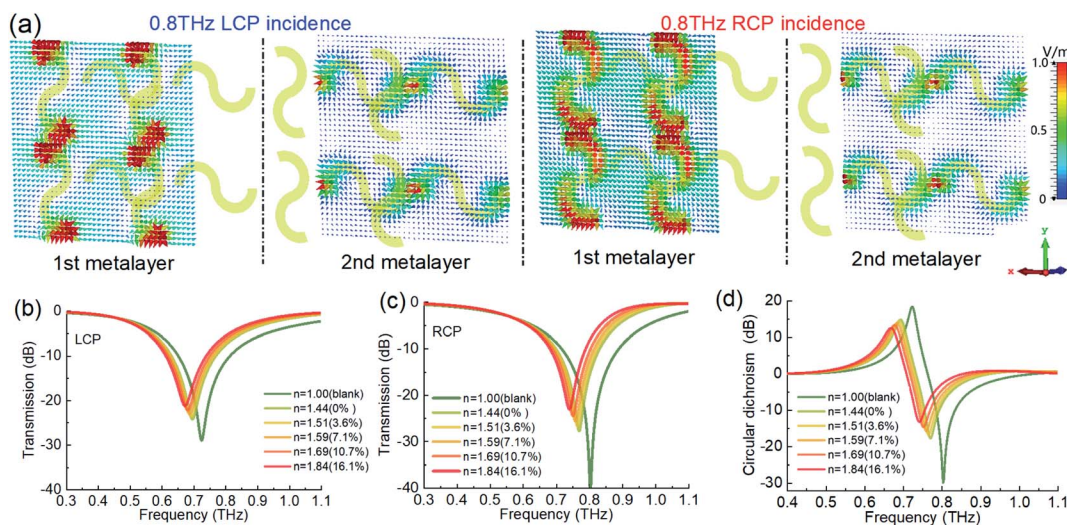 (a)
0.8THz LCP incidence
0.8THz RCP incidence
V/m
1.0
0.5
0
1st metalayer
2nd metalayer
1st metalayer
2nd metalayer
y
x
(b)
0
-10
-20
-30
-40
Transmission (dB)
LCP
n=1.00(blank)
n=1.44(0% )
n=1.51(3.6%)
n=1.59(7.1%)
n=1.69(10.7%)
n=1.84(16.1%)
0.3 0.4 0.5 0.6 0.7 0.8 0.9 1.0 1.1
Frequency (THz)
(c)
0
-10
-20
-30
-40
Transmission (dB)
RCP
n=1.00(blank)
n=1.44(0%)
n=1.51(3.6%)
n=1.59(7.1%)
n=1.69(10.7%)
n=1.84(16.1%)
0.3 0.4 0.5 0.6 0.7 0.8 0.9 1.0 1.1
Frequency (THz)
(d)
20
10
0
-10
-20
-30
Circular dichroism (dB)
n=1.00(blank)
n=1.44(0%)
n=1.51(3.6%)
n=1.59(7.1%)
n=1.69(10.7%)
n=1.84(16.1%)
0.4 0.5 0.6 0.7 0.8 0.9 1.0 1.1
Frequency (THz)